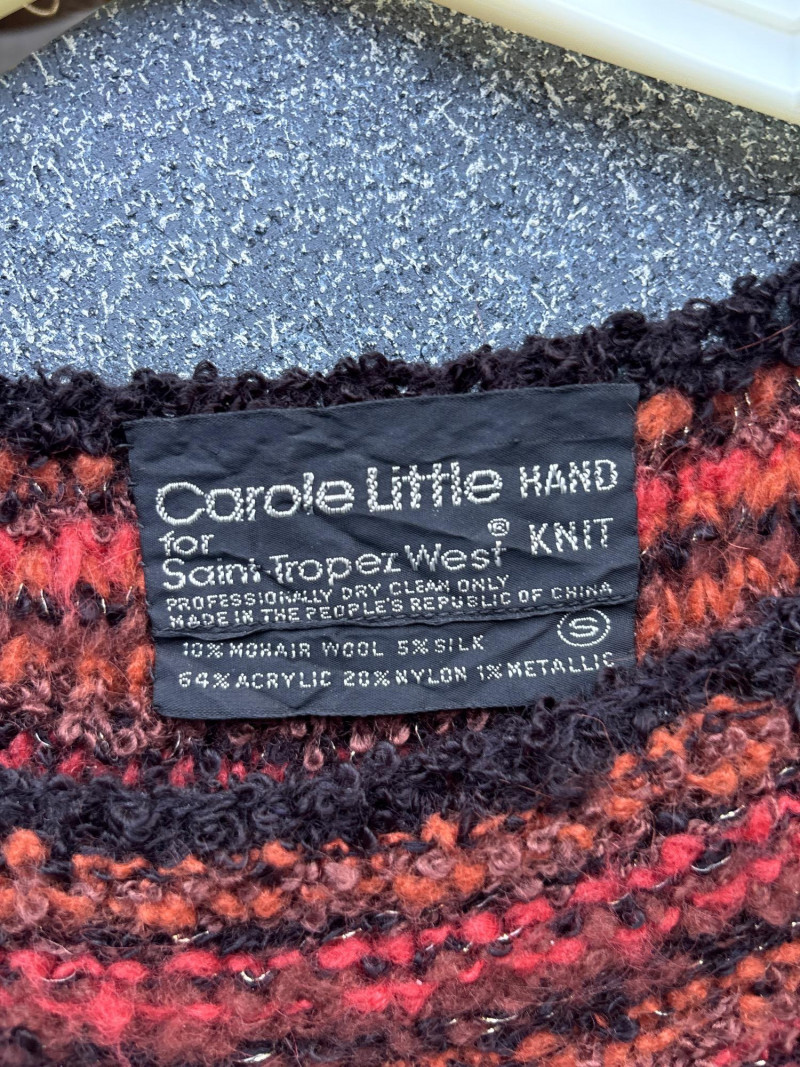 Carole Little HAND
for KNIT
Saint-Tropez West®
PROFESSIONALLY DRY CLEAN ONLY
MADE IN THE PEOPLE'S REPUBLIC OF CHINA
S
10% MOHAIR WOOL 5% SILK
64% ACRYLIC 20% NYLON 1% METALLIC